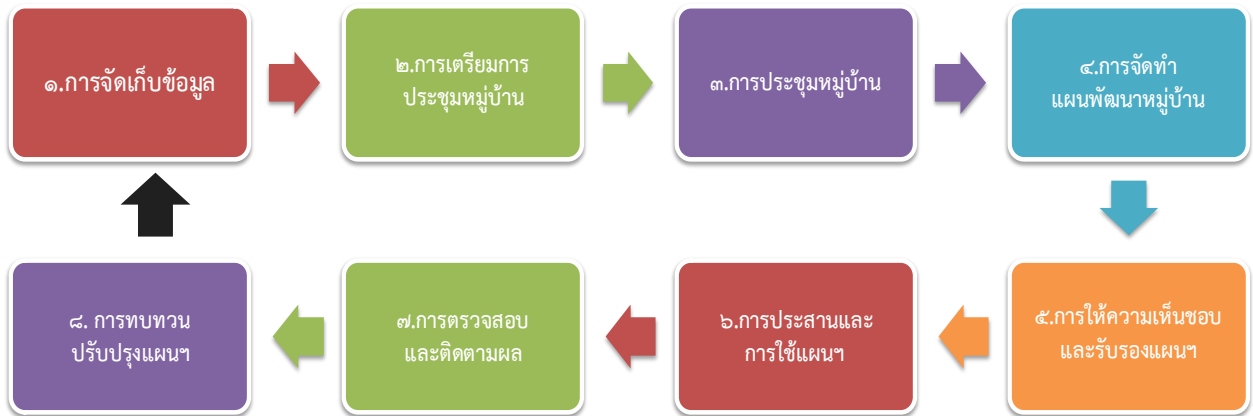 ๑.การจัดเก็บข้อมูล
๒.การเตรียมการ
ประชุมหมู่บ้าน
๓.การประชุมหมู่บ้าน
๔.การจัดทำ
แผนพัฒนาหมู่บ้าน
๕.การให้ความเห็นชอบ
และรับรองแผนฯ
๖.การประสานและ
การใช้แผนฯ
๗.การตรวจสอบ
และติดตามผล
๘. การทบทวน
ปรับปรุงแผนฯ